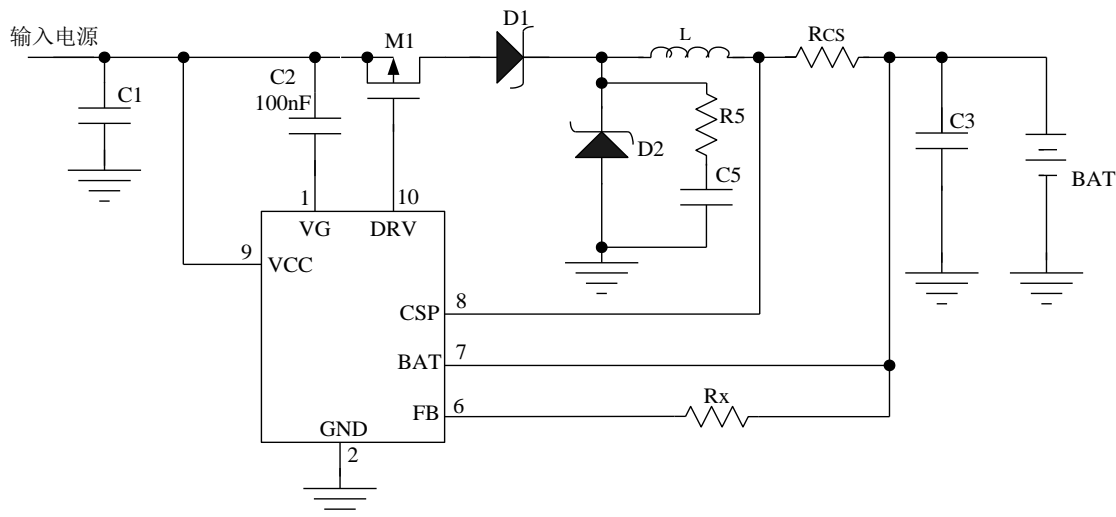 输入电源
M1
D1
L
RCS
C1
C2
100nF
R5
D2
C5
C3
BAT
1
10
VG
DRV
9
VCC
CSP
8
BAT
7
FB
6
Rx
GND
2